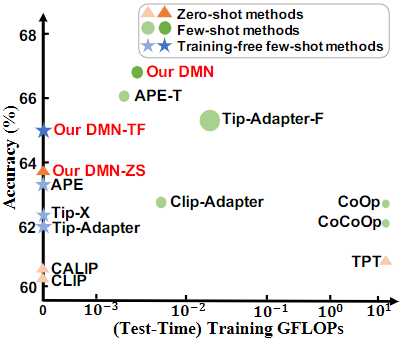 Zero-shot methods
Few-shot methods
Training-free few-shot methods
68
66
64
62
60
Accuracy (%)
Our DMN
APE-T
Tip-Adapter-F
Our DMN-TF
Our DMN-ZS
APE
Clip-Adapter
CoOp
Tip-X
CoCoOp
Tip-Adapter
TPT
CALIP
CLIP
0 10⁻³ 10⁻² 10⁻¹ 10⁰ 10¹
(Test-Time) Training GFLOPs